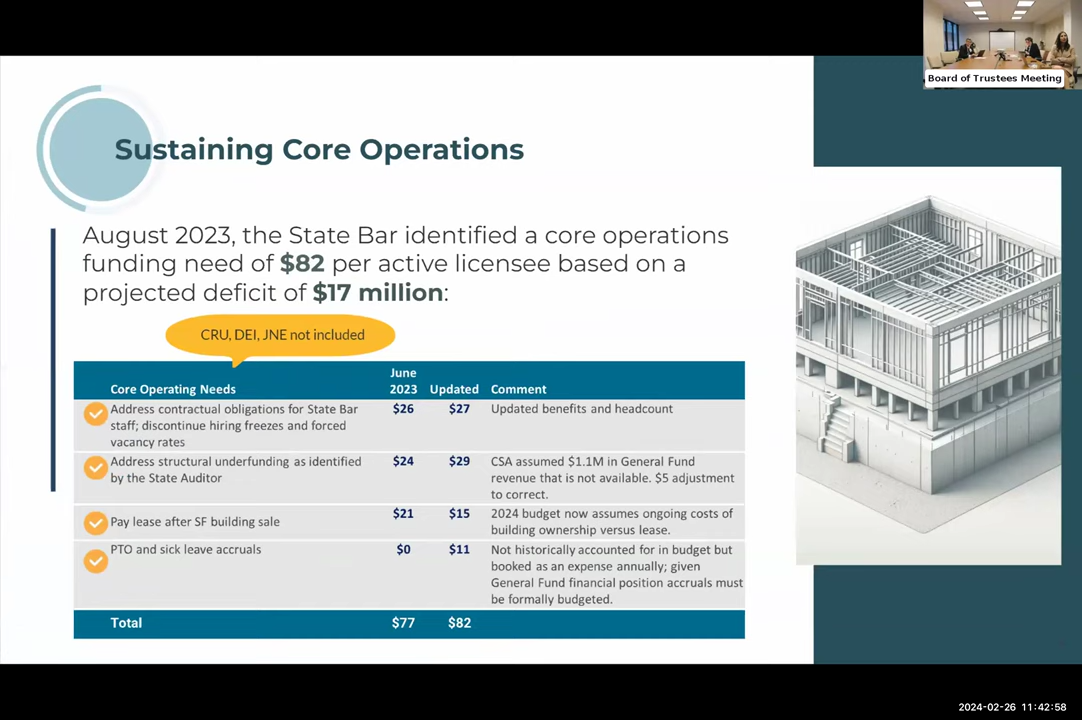 Board of Trustees Meeting
Sustaining Core Operations
August 2023, the State Bar identified a core operations
funding need of $82 per active licensee based on a
projected deficit of $17 million:
CRU, DEI, JNE not included
Core Operating Needs June 2023 Updated Comment
Address contractual obligations for State Bar $26 $27 Updated benefits and headcount
staff; discontinue hiring freezes and forced
vacancy rates
Address structural underfunding as identified $24 $29 CSA assumed $1.1M in General Fund
by the State Auditor revenue that is not available. $5 adjustment
to correct.
Pay lease after SF building sale $21 $15 2024 budget now assumes ongoing costs of
building ownership versus lease.
PTO and sick leave accruals $0 $11 Not historically accounted for in budget but
booked as an expense annually; given
General Fund financial position accruals must
be formally budgeted.
Total $77 $82
2024-02-26 11:42:58